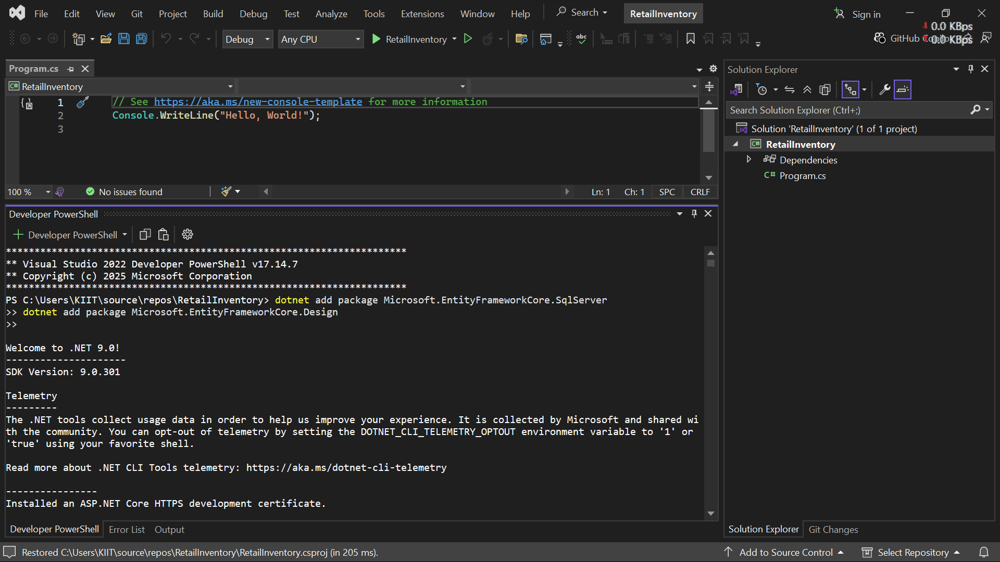 File Edit View Git Project Build Debug Test Analyze Tools Extensions Window Help Search RetailInventory Sign in
0.0 KBps
Debug Any CPU RetailInventory abc GitHub 0.0 KBps
Program.cs
C# RetailInventory
1 // See https://aka.ms/new-console-template for more information
2 Console.WriteLine("Hello, World!");
3
100 % No issues found Ln: 1 Ch: 1 SPC CRLF
Developer PowerShell
Developer PowerShell
***********************************************************************
** Visual Studio 2022 Developer PowerShell v17.14.7
** Copyright (c) 2025 Microsoft Corporation
***********************************************************************
PS C:\Users\KIIT\source\repos\RetailInventory> dotnet add package Microsoft.EntityFrameworkCore.SqlServer
>> dotnet add package Microsoft.EntityFrameworkCore.Design
>>
Welcome to .NET 9.0!
---------------------
SDK Version: 9.0.301
Telemetry
---------
The .NET tools collect usage data in order to help us improve your experience. It is collected by Microsoft and shared wi
th the community. You can opt-out of telemetry by setting the DOTNET_CLI_TELEMETRY_OPTOUT environment variable to '1' or
'true' using your favorite shell.
Read more about .NET CLI Tools telemetry: https://aka.ms/dotnet-cli-telemetry
----------------
Installed an ASP.NET Core HTTPS development certificate.
Developer PowerShell Error List Output
Solution Explorer
Search Solution Explorer (Ctrl+;)
Solution 'RetailInventory' (1 of 1 project)
C# RetailInventory
Dependencies
C# Program.cs
Solution Explorer Git Changes
Restored C:\Users\KIIT\source\repos\RetailInventory\RetailInventory.csproj (in 205 ms). Add to Source Control Select Repository